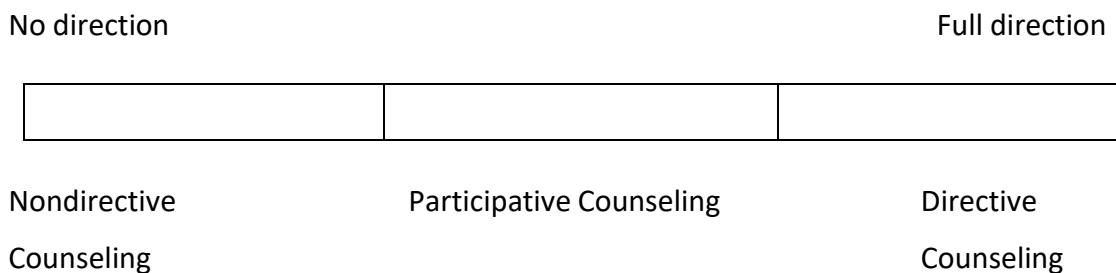 No direction Full direction
Nondirective Participative Counseling Directive
Counseling Counseling